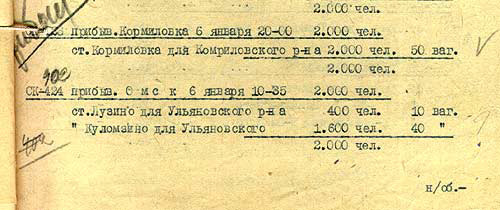 2.000 чел.
прибыв. Кормиловка 6 января 20-00 2.000 чел.
ст.Кормиловка для Комриловского р-на 2.000 чел. 50 ваг.
2.000 чел.
СК-424 прибыв. О м с к 6 января 10-35 2.000 чел.
ст.Лузино для Ульяновского р-на 400 чел. 10 ваг.
" Куломзино для Ульяновского 1.600 чел. 40 "
2.000 чел.
н/об.-